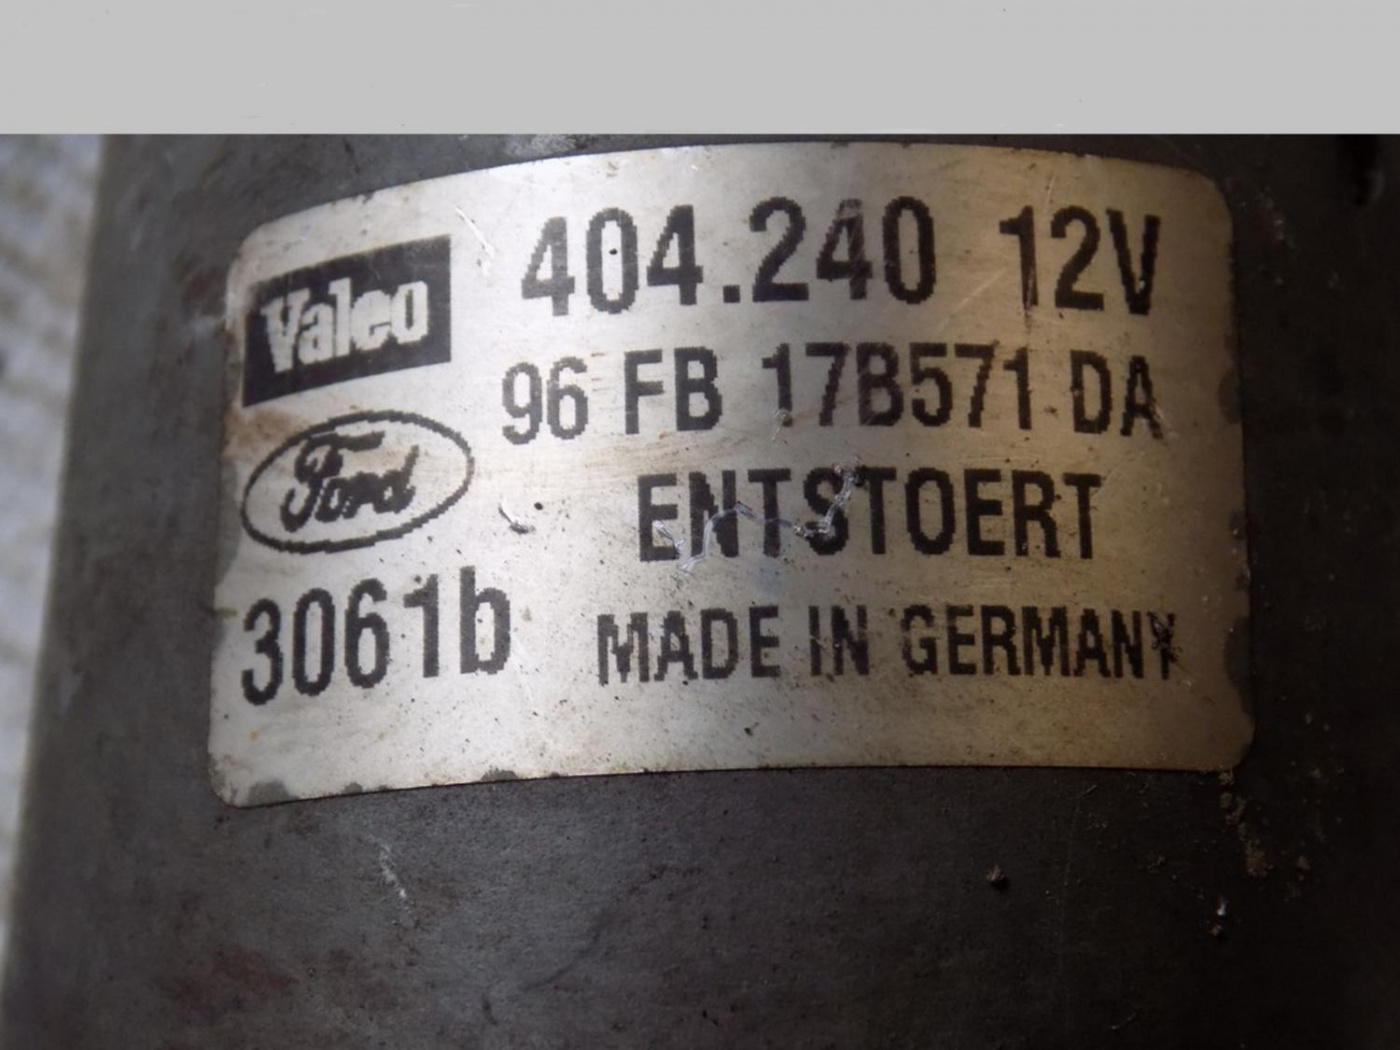 Valeo 404.240 12V
96 FB 17B571 DA
Ford ENTSTOERT
3061b MADE IN GERMANY